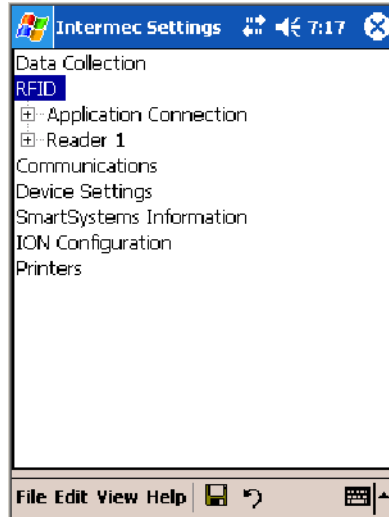 Intermec Settings 7:17
Data Collection
RFID
Application Connection
Reader 1
Communications
Device Settings
SmartSystems Information
ION Configuration
Printers
File Edit View Help